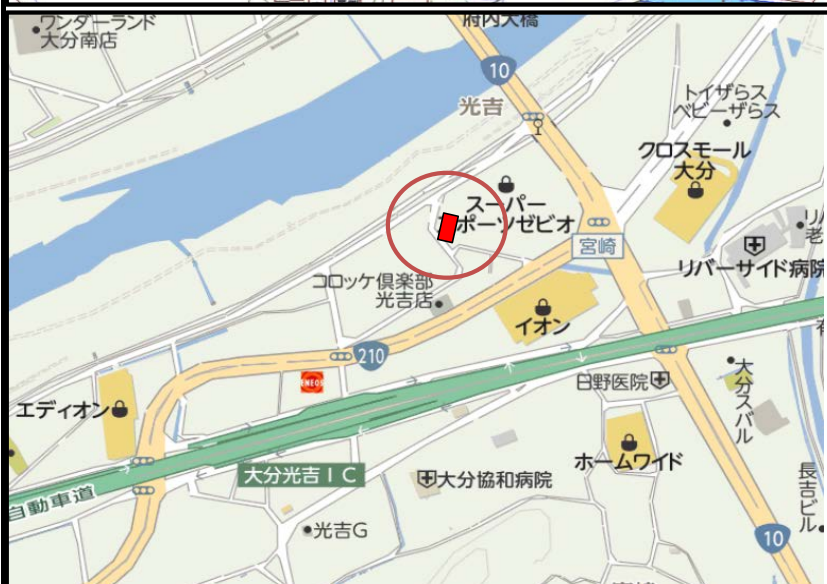 府内大橋
ワンダーランド
大分南店
10
光吉
トイザらス
ベビーザらス
クロスモール
大分
スーパー
ポーツゼビオ
宮崎
リバーサイド病院
コロッケ倶楽部
光吉店
イオン
210
ENEOS
日野医院
大分スバル
エディオン
ホームワイド
大分光吉IC
大分協和病院
自動車道
長吉ビル
光吉G
10